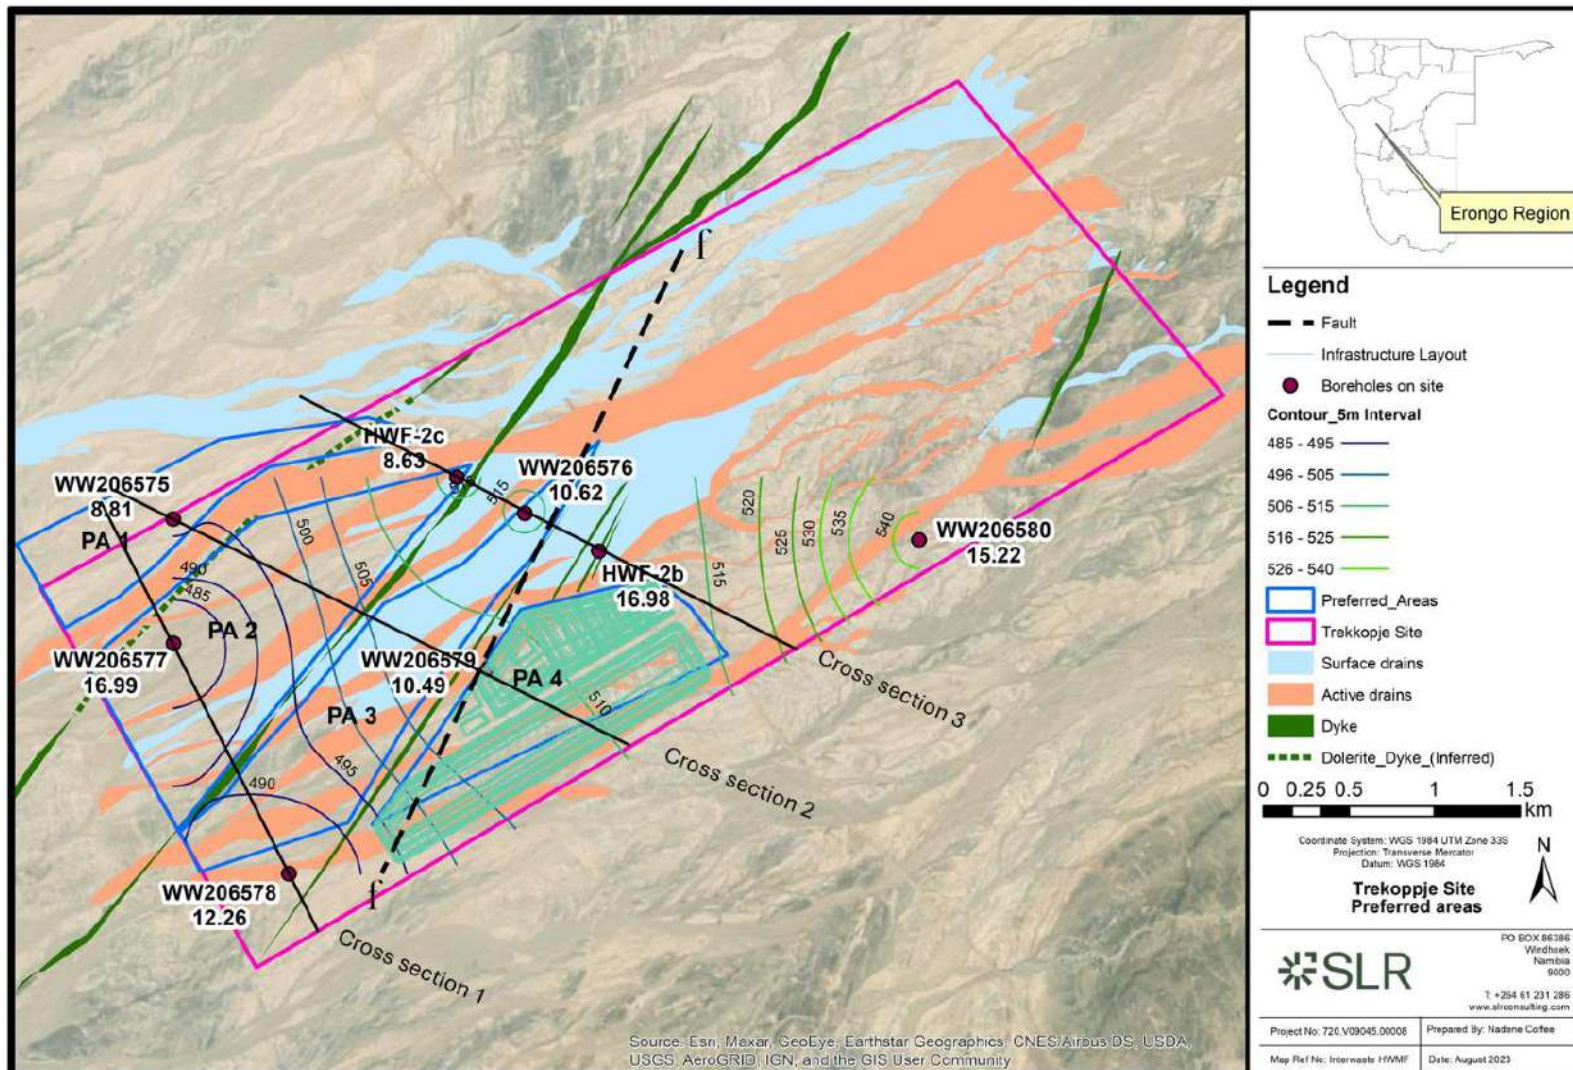 f
HWF-2c
8.63
WW206576
10.62
WW206575
8.81
PA 1
515
520
525
530
535
540
WW206580
15.22
500
505
515
490
485
HWF-2b
16.98
PA 2
WW206577
16.99
WW206579
10.49
PA 4
Cross section 3
PA 3
510
495
490
Cross section 2
WW206578
12.26
f
Cross section 1
Source: Esri, Maxar, GeoEye, Earthstar Geographics, CNES/Airbus DS, USDA,
USGS, AeroGRID, IGN, and the GIS User Community
Erongo Region
Legend
Fault
Infrastructure Layout
Boreholes on site
Contour_5m Interval
485 - 495
496 - 505
506 - 515
516 - 525
526 - 540
Preferred_Areas
Trekkopje Site
Surface drains
Active drains
Dyke
Dolerite_Dyke_(Inferred)
0 0.25 0.5 1 1.5
km
Coordinate System: WGS 1984 UTM Zone 33S
Projection: Transverse Mercator
Datum: WGS 1984
N
Trekoppje Site
Preferred areas
SLR
PO BOX 86386
Windhoek
Namibia
9000
T: +264 61 231 286
www.slrconsulting.com
Project No: 720.V09045.00008
Prepared By: Nadene Coffee
Map Ref No: Interwaste HWMF
Date: August 2023